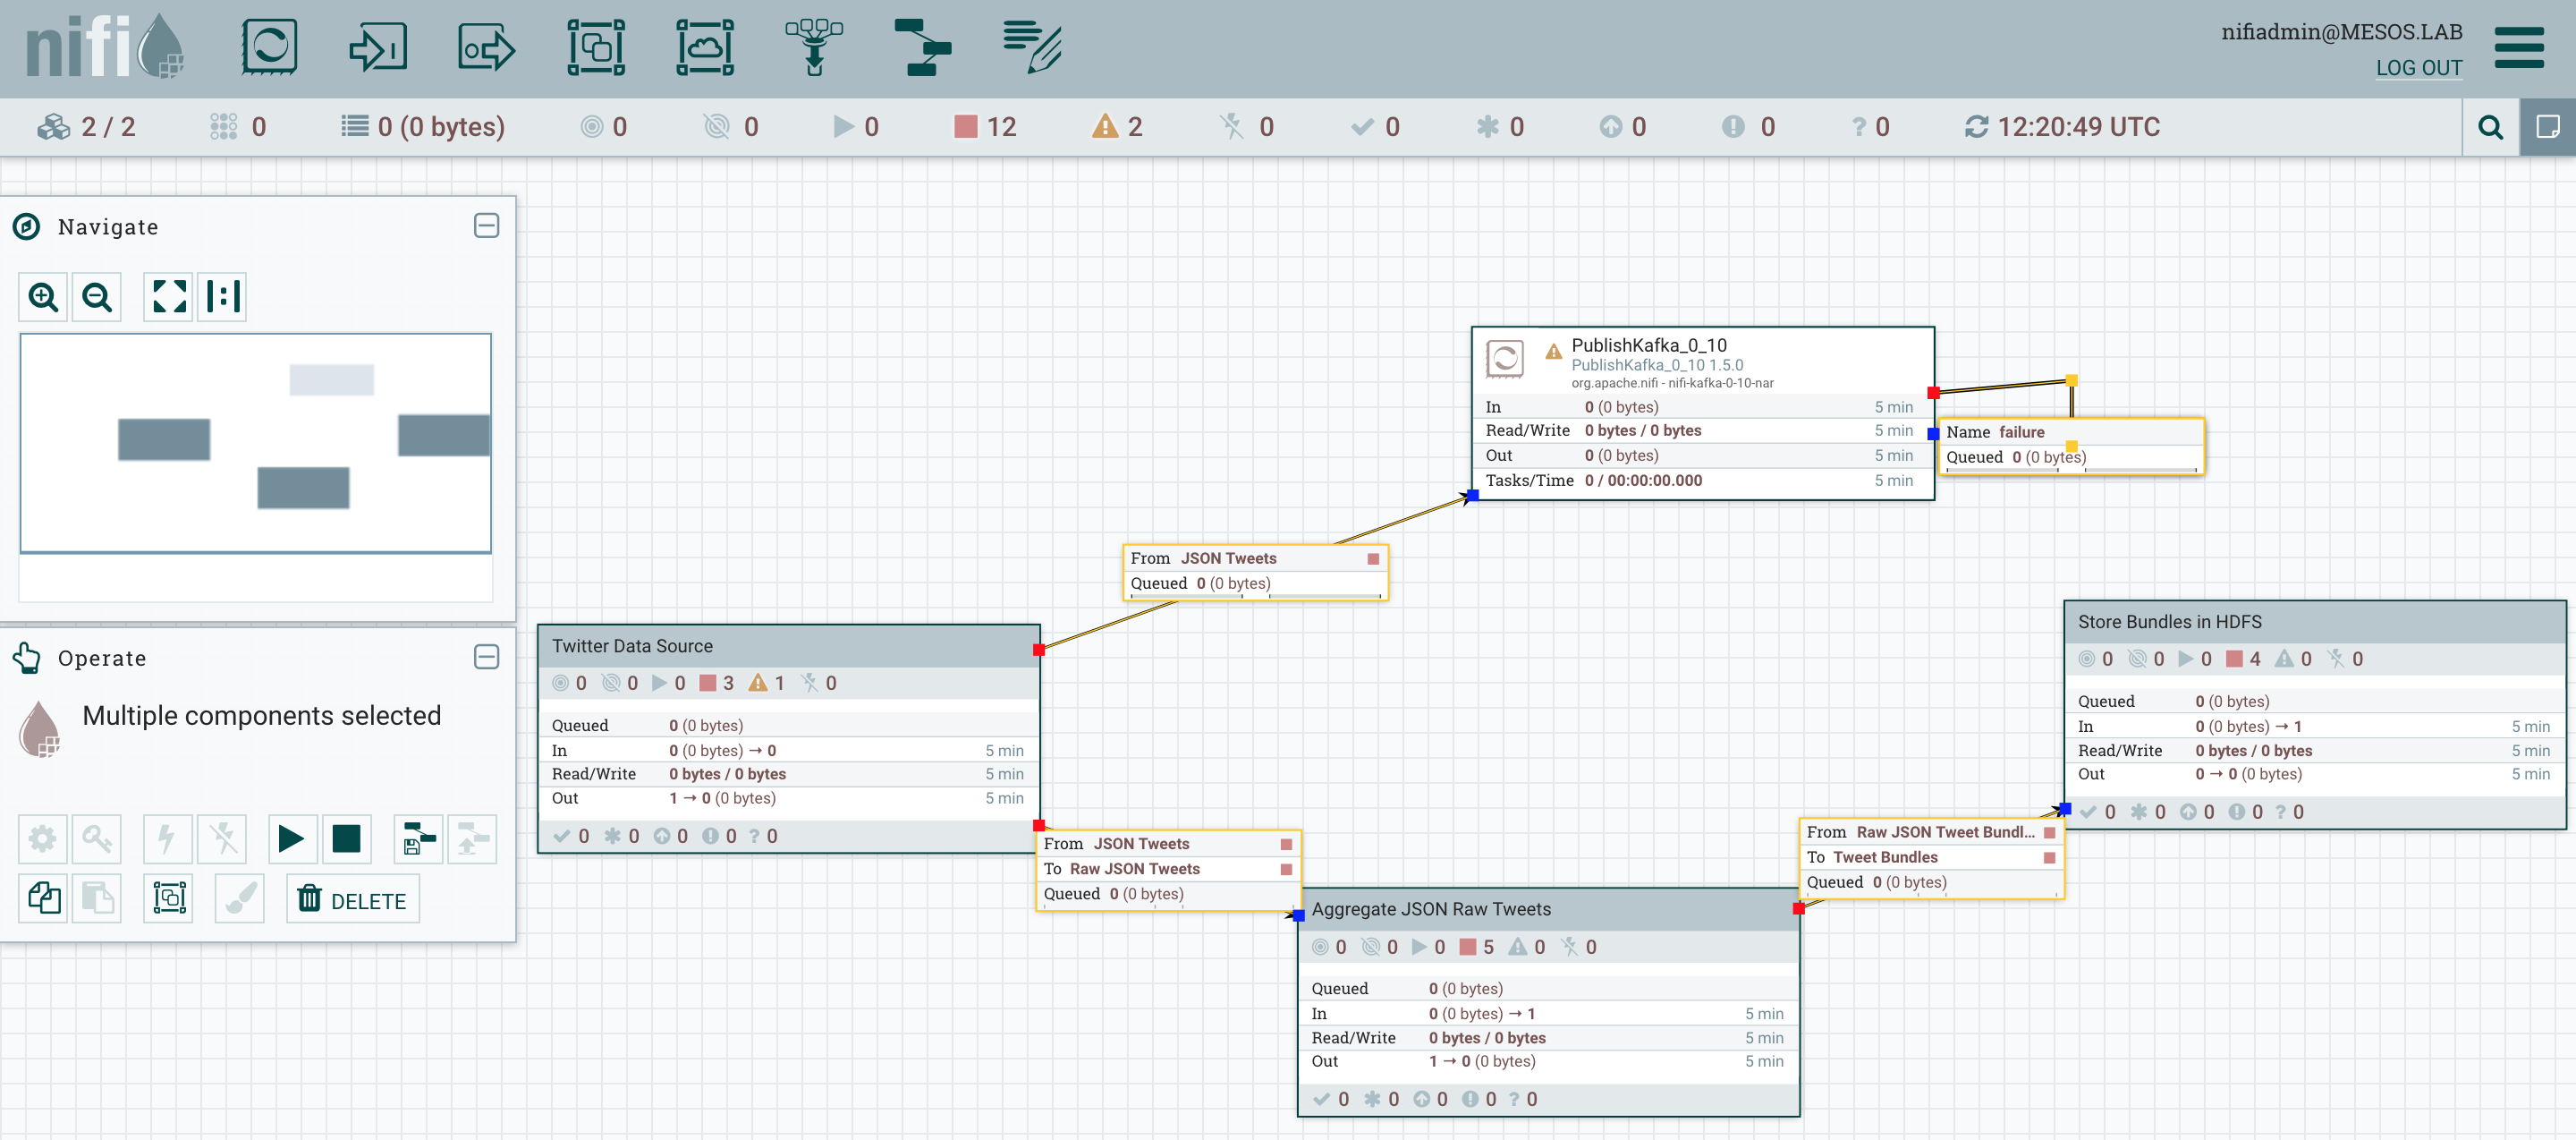 nifi
nifiadmin@MESOS.LAB
LOG OUT
2 / 2 0 0 (0 bytes) 0 0 0 12 2 0 0 0 0 0 ? 0 12:20:49 UTC
Navigate
Operate
Multiple components selected
DELETE
PublishKafka_0_10
PublishKafka_0_10 1.5.0
org.apache.nifi - nifi-kafka-0-10-nar
In 0 (0 bytes) 5 min
Read/Write 0 bytes / 0 bytes 5 min
Out 0 (0 bytes) 5 min
Tasks/Time 0 / 00:00:00.000 5 min
Name failure
Queued 0 (0 bytes)
From JSON Tweets
Queued 0 (0 bytes)
Twitter Data Source
0 0 0 3 1 0
Queued 0 (0 bytes)
In 0 (0 bytes) → 0 5 min
Read/Write 0 bytes / 0 bytes 5 min
Out 1 → 0 (0 bytes) 5 min
0 0 0 0 ? 0
From JSON Tweets
To Raw JSON Tweets
Queued 0 (0 bytes)
Aggregate JSON Raw Tweets
0 0 0 5 0 0
Queued 0 (0 bytes)
In 0 (0 bytes) → 1 5 min
Read/Write 0 bytes / 0 bytes 5 min
Out 1 → 0 (0 bytes) 5 min
0 0 0 0 ? 0
From Raw JSON Tweet Bundl...
To Tweet Bundles
Queued 0 (0 bytes)
Store Bundles in HDFS
0 0 0 4 0 0
Queued 0 (0 bytes)
In 0 (0 bytes) → 1 5 min
Read/Write 0 bytes / 0 bytes 5 min
Out 0 → 0 (0 bytes) 5 min
0 0 0 0 ? 0